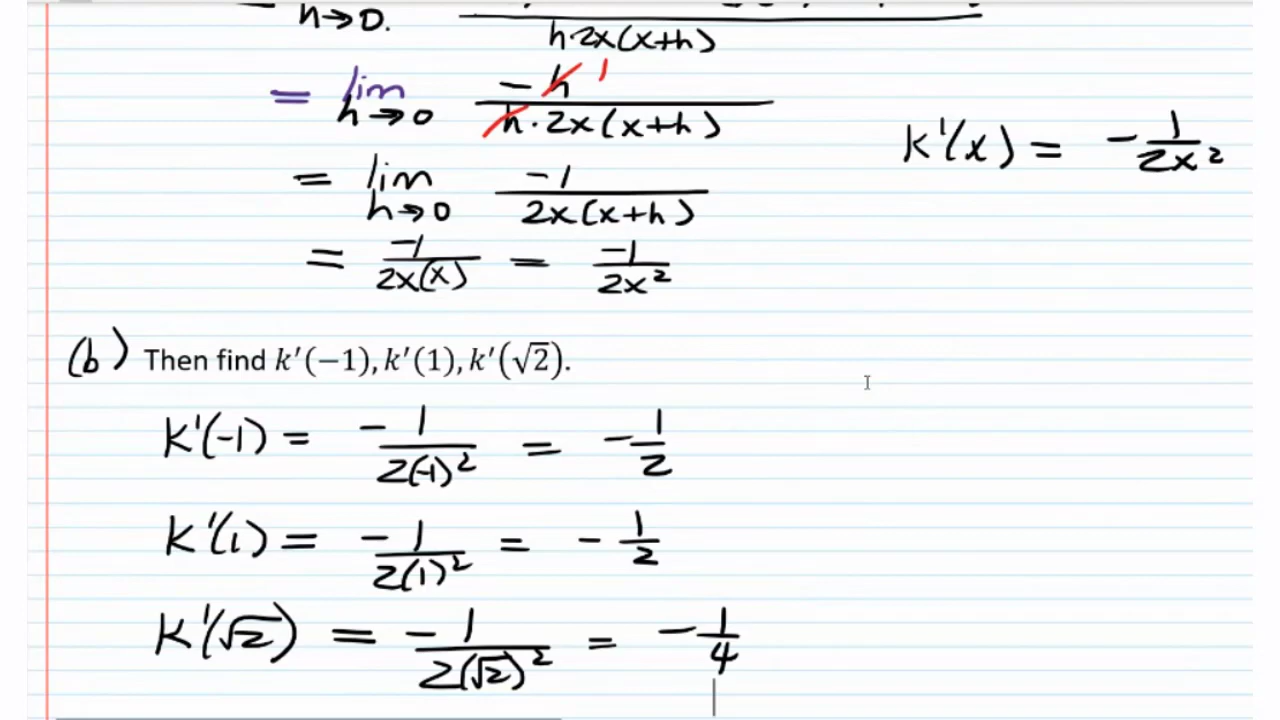 h→0.
h·2x(x+h)
= lim h→0 -h 1 / h·2x(x+h)
k'(x) = -1/2x²
= lim h→0 -1 / 2x(x+h)
= -1/2x(x) = -1/2x²
(b) Then find k′(−1), k′(1), k′(√2).
k'(-1) = -1/2(-1)² = -1/2
k'(1) = -1/2(1)² = -1/2
k'(√2) = -1/2(√2)² = -1/4